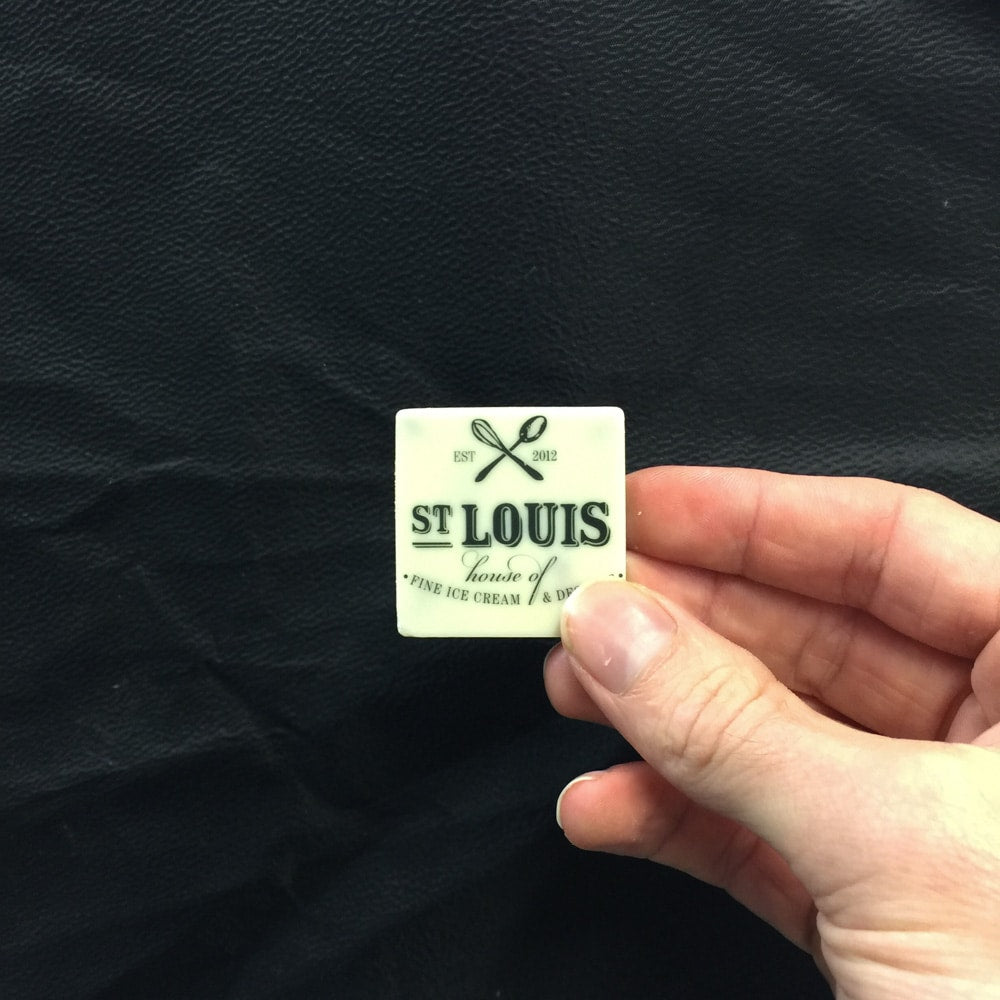 EST 2012
ST LOUIS
house of
• FINE ICE CREAM & •